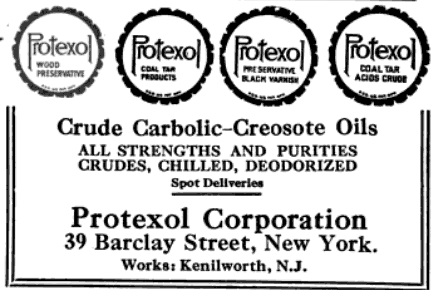 Protexol
WOOD
PRESERVATIVE
Protexol
COAL TAR
PRODUCTS
Protexol
PRESERVATIVE
BLACK VARNISH
Protexol
COAL TAR
ACIDS CRUDE
Crude Carbolic-Creosote Oils
ALL STRENGTHS AND PURITIES
CRUDES, CHILLED, DEODORIZED
Spot Deliveries
Protexol Corporation
39 Barclay Street, New York.
Works: Kenilworth, N.J.